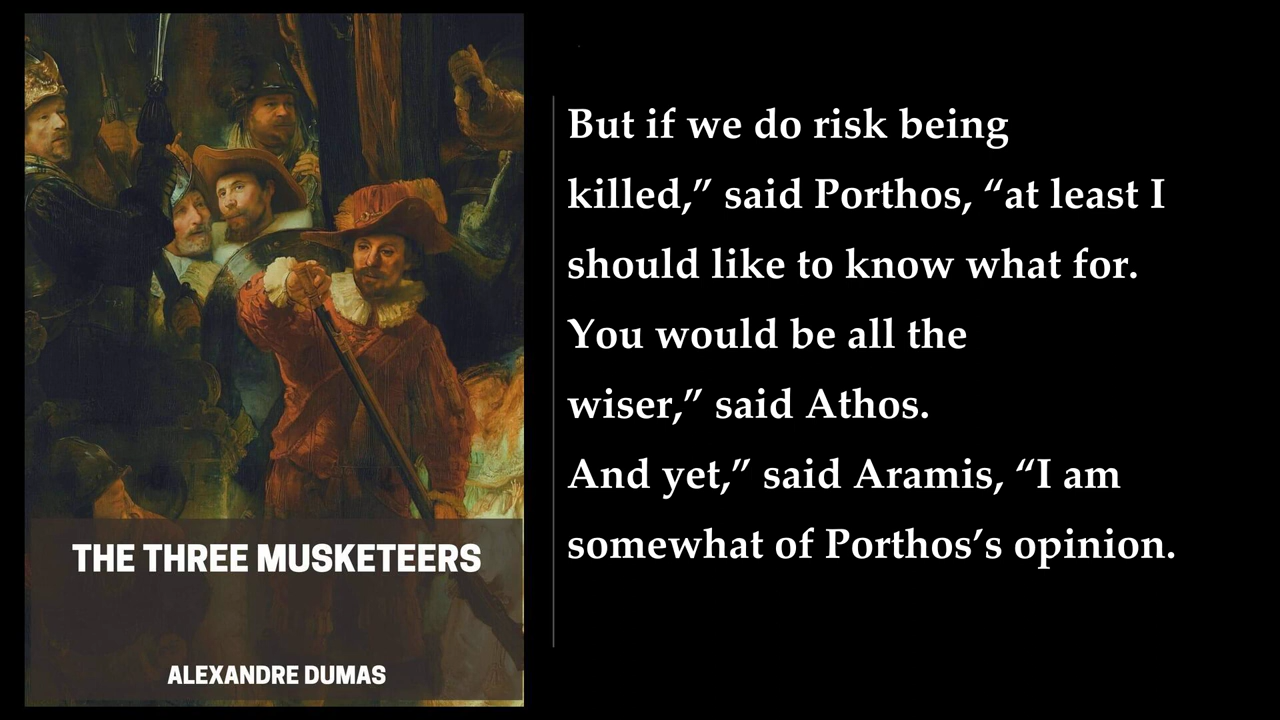 THE THREE MUSKETEERS
ALEXANDRE DUMAS
But if we do risk being
killed,” said Porthos, “at least I
should like to know what for.
You would be all the
wiser,” said Athos.
And yet,” said Aramis, “I am
somewhat of Porthos’s opinion.